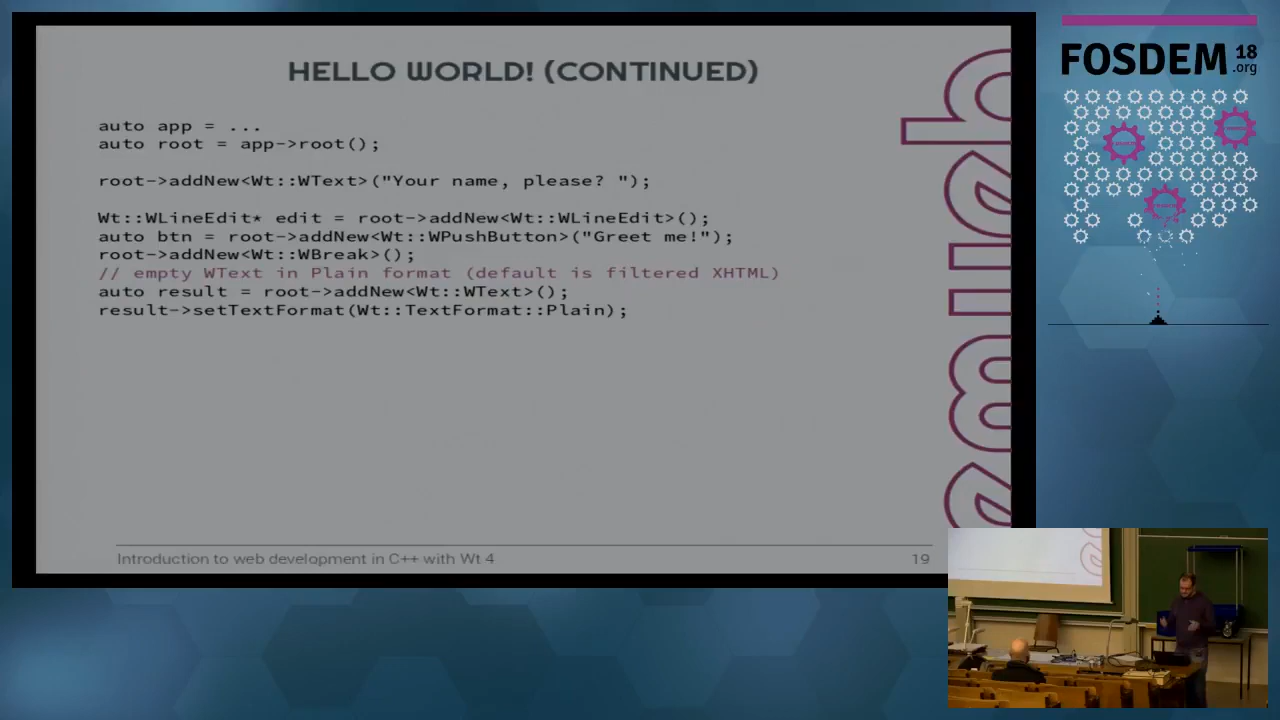 HELLO WORLD! (CONTINUED)
auto app = ...
auto root = app->root();
root->addNew<Wt::WText>("Your name, please? ");
Wt::WLineEdit* edit = root->addNew<Wt::WLineEdit>();
auto btn = root->addNew<Wt::WPushButton>("Greet me!");
root->addNew<Wt::WBreak>();
// empty WText in Plain format (default is filtered XHTML)
auto result = root->addNew<Wt::WText>();
result->setTextFormat(Wt::TextFormat::Plain);
Introduction to web development in C++ with Wt 4
19
FOSDEM 18
.org